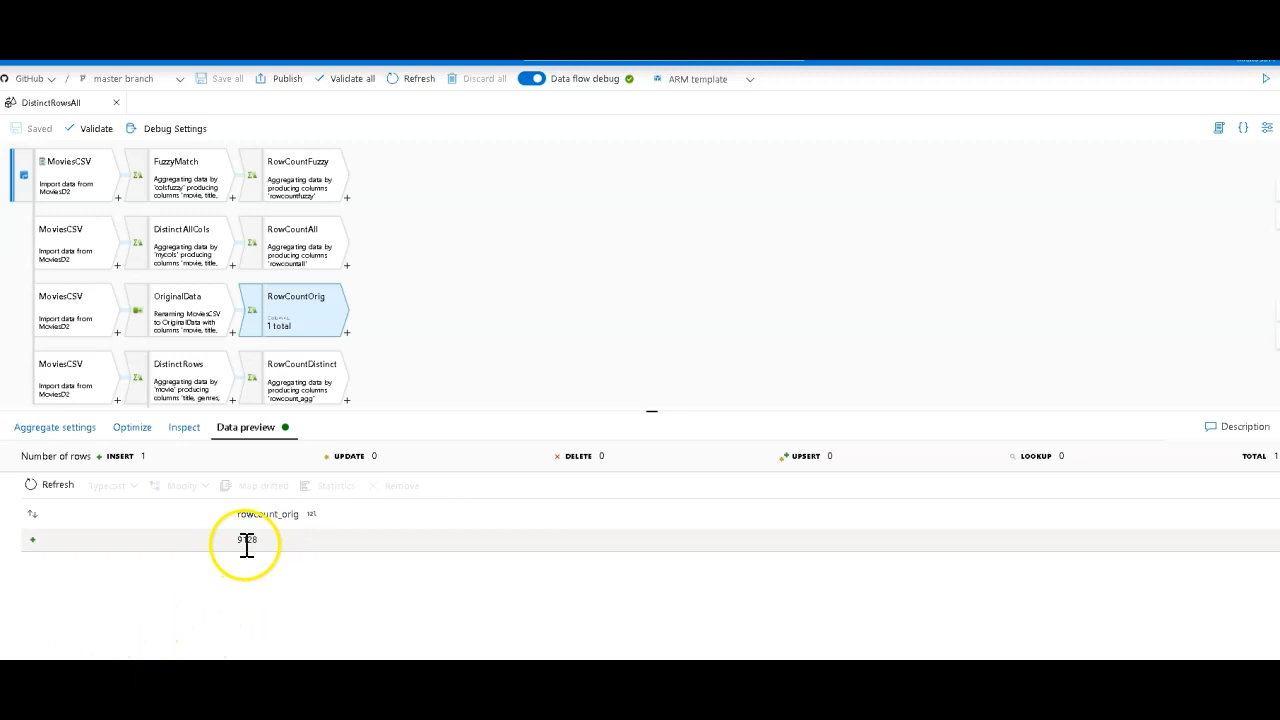 GitHub / master branch Save all Publish Validate all Refresh Discard all Data flow debug ARM template
DistinctRowsAll
Saved Validate Debug Settings
MoviesCSV
Import data from
MoviesD2
FuzzyMatch
Aggregating data by
'colsfuzzy' producing
columns 'movie, title,
RowCountFuzzy
Aggregating data by
producing columns
'rowcountfuzzy'
MoviesCSV
Import data from
MoviesD2
DistinctAllCols
Aggregating data by
'mycols' producing
columns 'movie, title,
RowCountAll
Aggregating data by
producing columns
'rowcountall'
MoviesCSV
Import data from
MoviesD2
OriginalData
Renaming MoviesCSV
to OriginalData with
columns 'movie, title,
RowCountOrig
1 total
MoviesCSV
Import data from
MoviesD2
DistinctRows
Aggregating data by
'movie' producing
columns 'title, genres,
RowCountDistinct
Aggregating data by
producing columns
'rowcount_agg'
Aggregate settings Optimize Inspect Data preview Description
Number of rows + INSERT 1 UPDATE 0 DELETE 0 UPSERT 0 LOOKUP 0 TOTAL 1
Refresh Typecast Modify Map drifted Statistics Remove
rowcount_orig